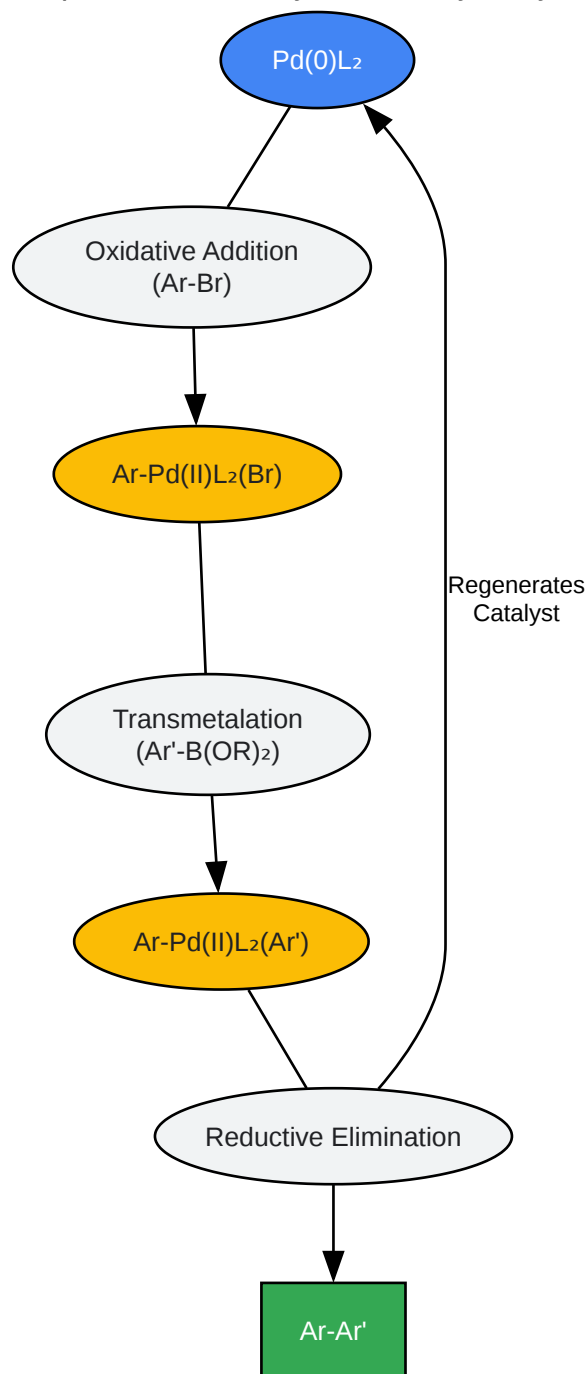 Pd(0)L₂
Oxidative Addition
(Ar-Br)
Ar-Pd(II)L₂(Br)
Regenerates
Catalyst
Transmetalation
(Ar'-B(OR)₂)
Ar-Pd(II)L₂(Ar')
Reductive Elimination
Ar-Ar'